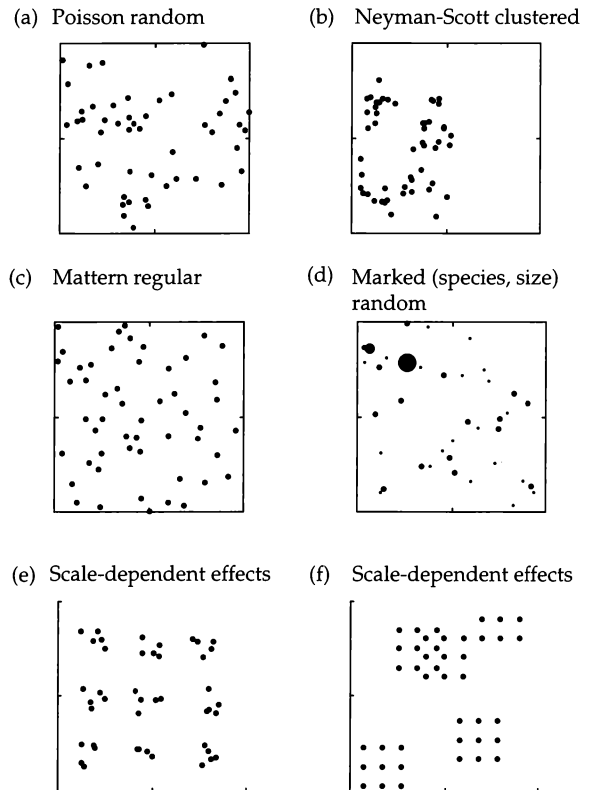 (a) Poisson random
(b) Neyman-Scott clustered
(c) Mattern regular
(d) Marked (species, size)
random
(e) Scale-dependent effects
(f) Scale-dependent effects